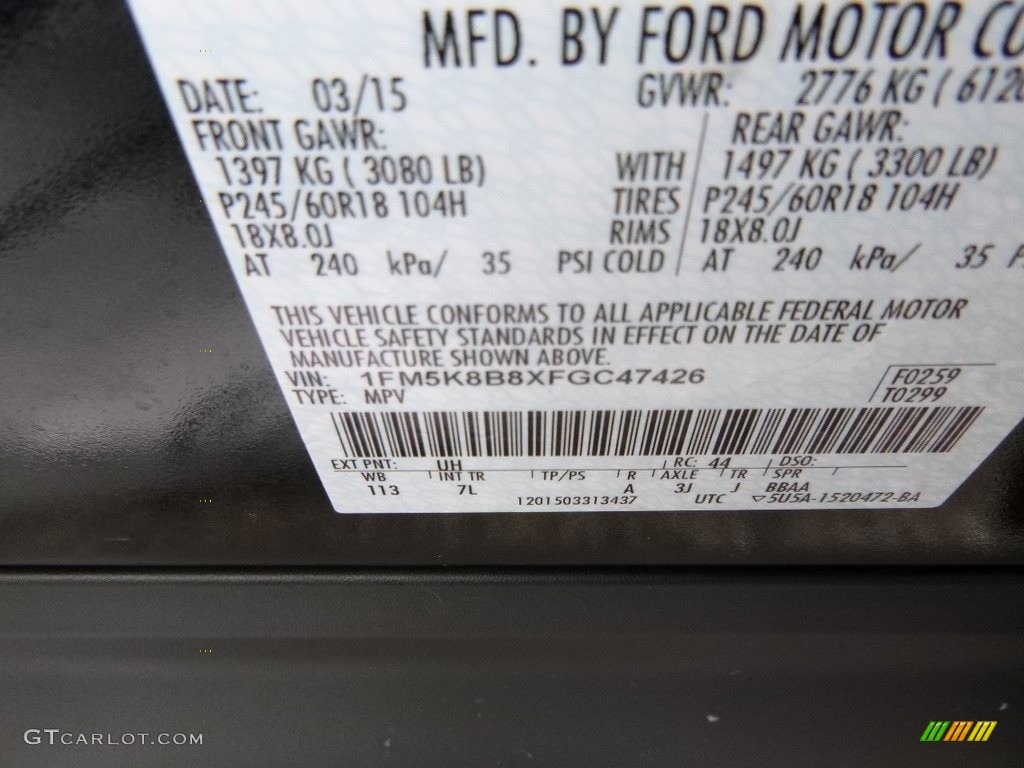 MFD. BY FORD MOTOR CO
DATE: 03/15 GVWR: 2776 KG ( 6120
FRONT GAWR: REAR GAWR:
1397 KG ( 3080 LB) WITH 1497 KG ( 3300 LB)
P245/60R18 104H TIRES P245/60R18 104H
18X8.0J RIMS 18X8.0J
AT 240 kPa/ 35 PSI COLD AT 240 kPa/ 35 P
THIS VEHICLE CONFORMS TO ALL APPLICABLE FEDERAL MOTOR
VEHICLE SAFETY STANDARDS IN EFFECT ON THE DATE OF
MANUFACTURE SHOWN ABOVE.
VIN: 1FM5K8B8XFGC47426 F0259
TYPE: MPV T0299
EXT PNT: UH RC: 44 DSO:
WB INT TR TP/PS R AXLE TR SPR
113 7L A 3J J BBAA
1201503313437 UTC ▽5U5A-1520472-BA
GTCARLOT.COM